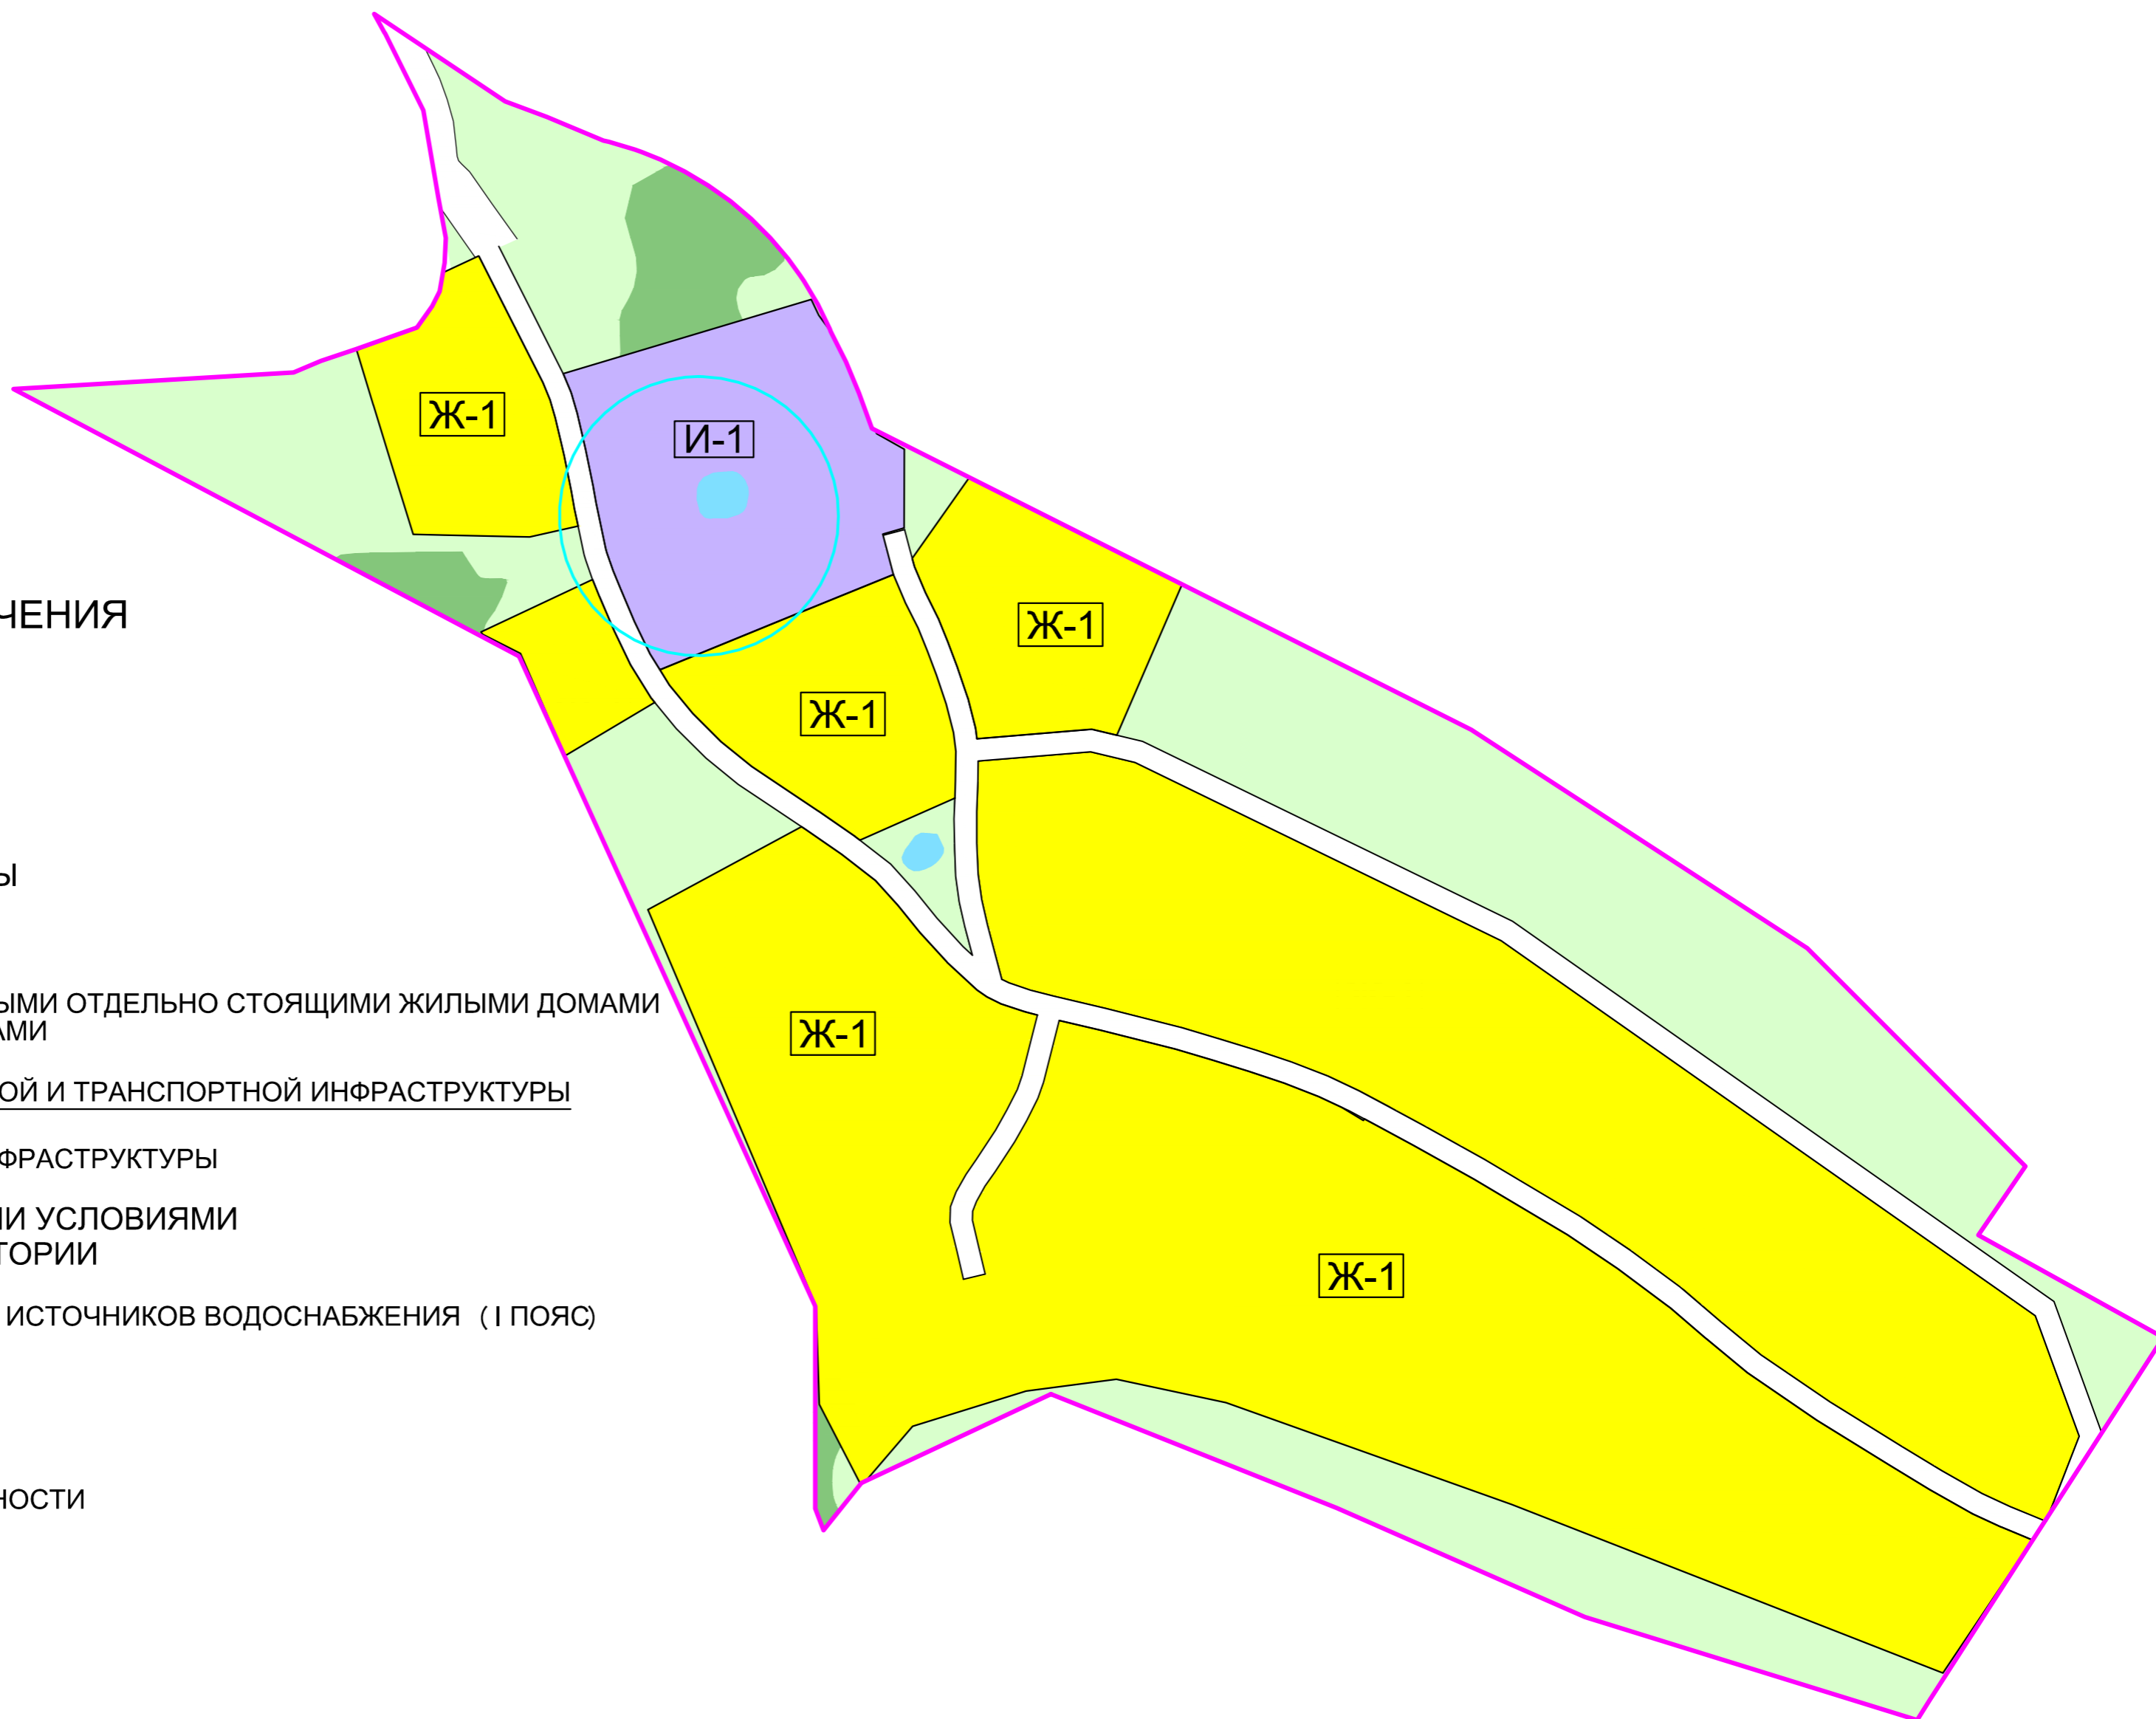 Ж-1
И-1
ЧЕНИЯ
Ж-1
Ж-1
Ы
ЫМИ ОТДЕЛЬНО СТОЯЩИМИ ЖИЛЫМИ ДОМАМИ
АМИ
Ж-1
ОЙ И ТРАНСПОРТНОЙ ИНФРАСТРУКТУРЫ
ФРАСТРУКТУРЫ
И УСЛОВИЯМИ
ТОРИИ
Ж-1
ИСТОЧНИКОВ ВОДОСНАБЖЕНИЯ ( I ПОЯС)
НОСТИ